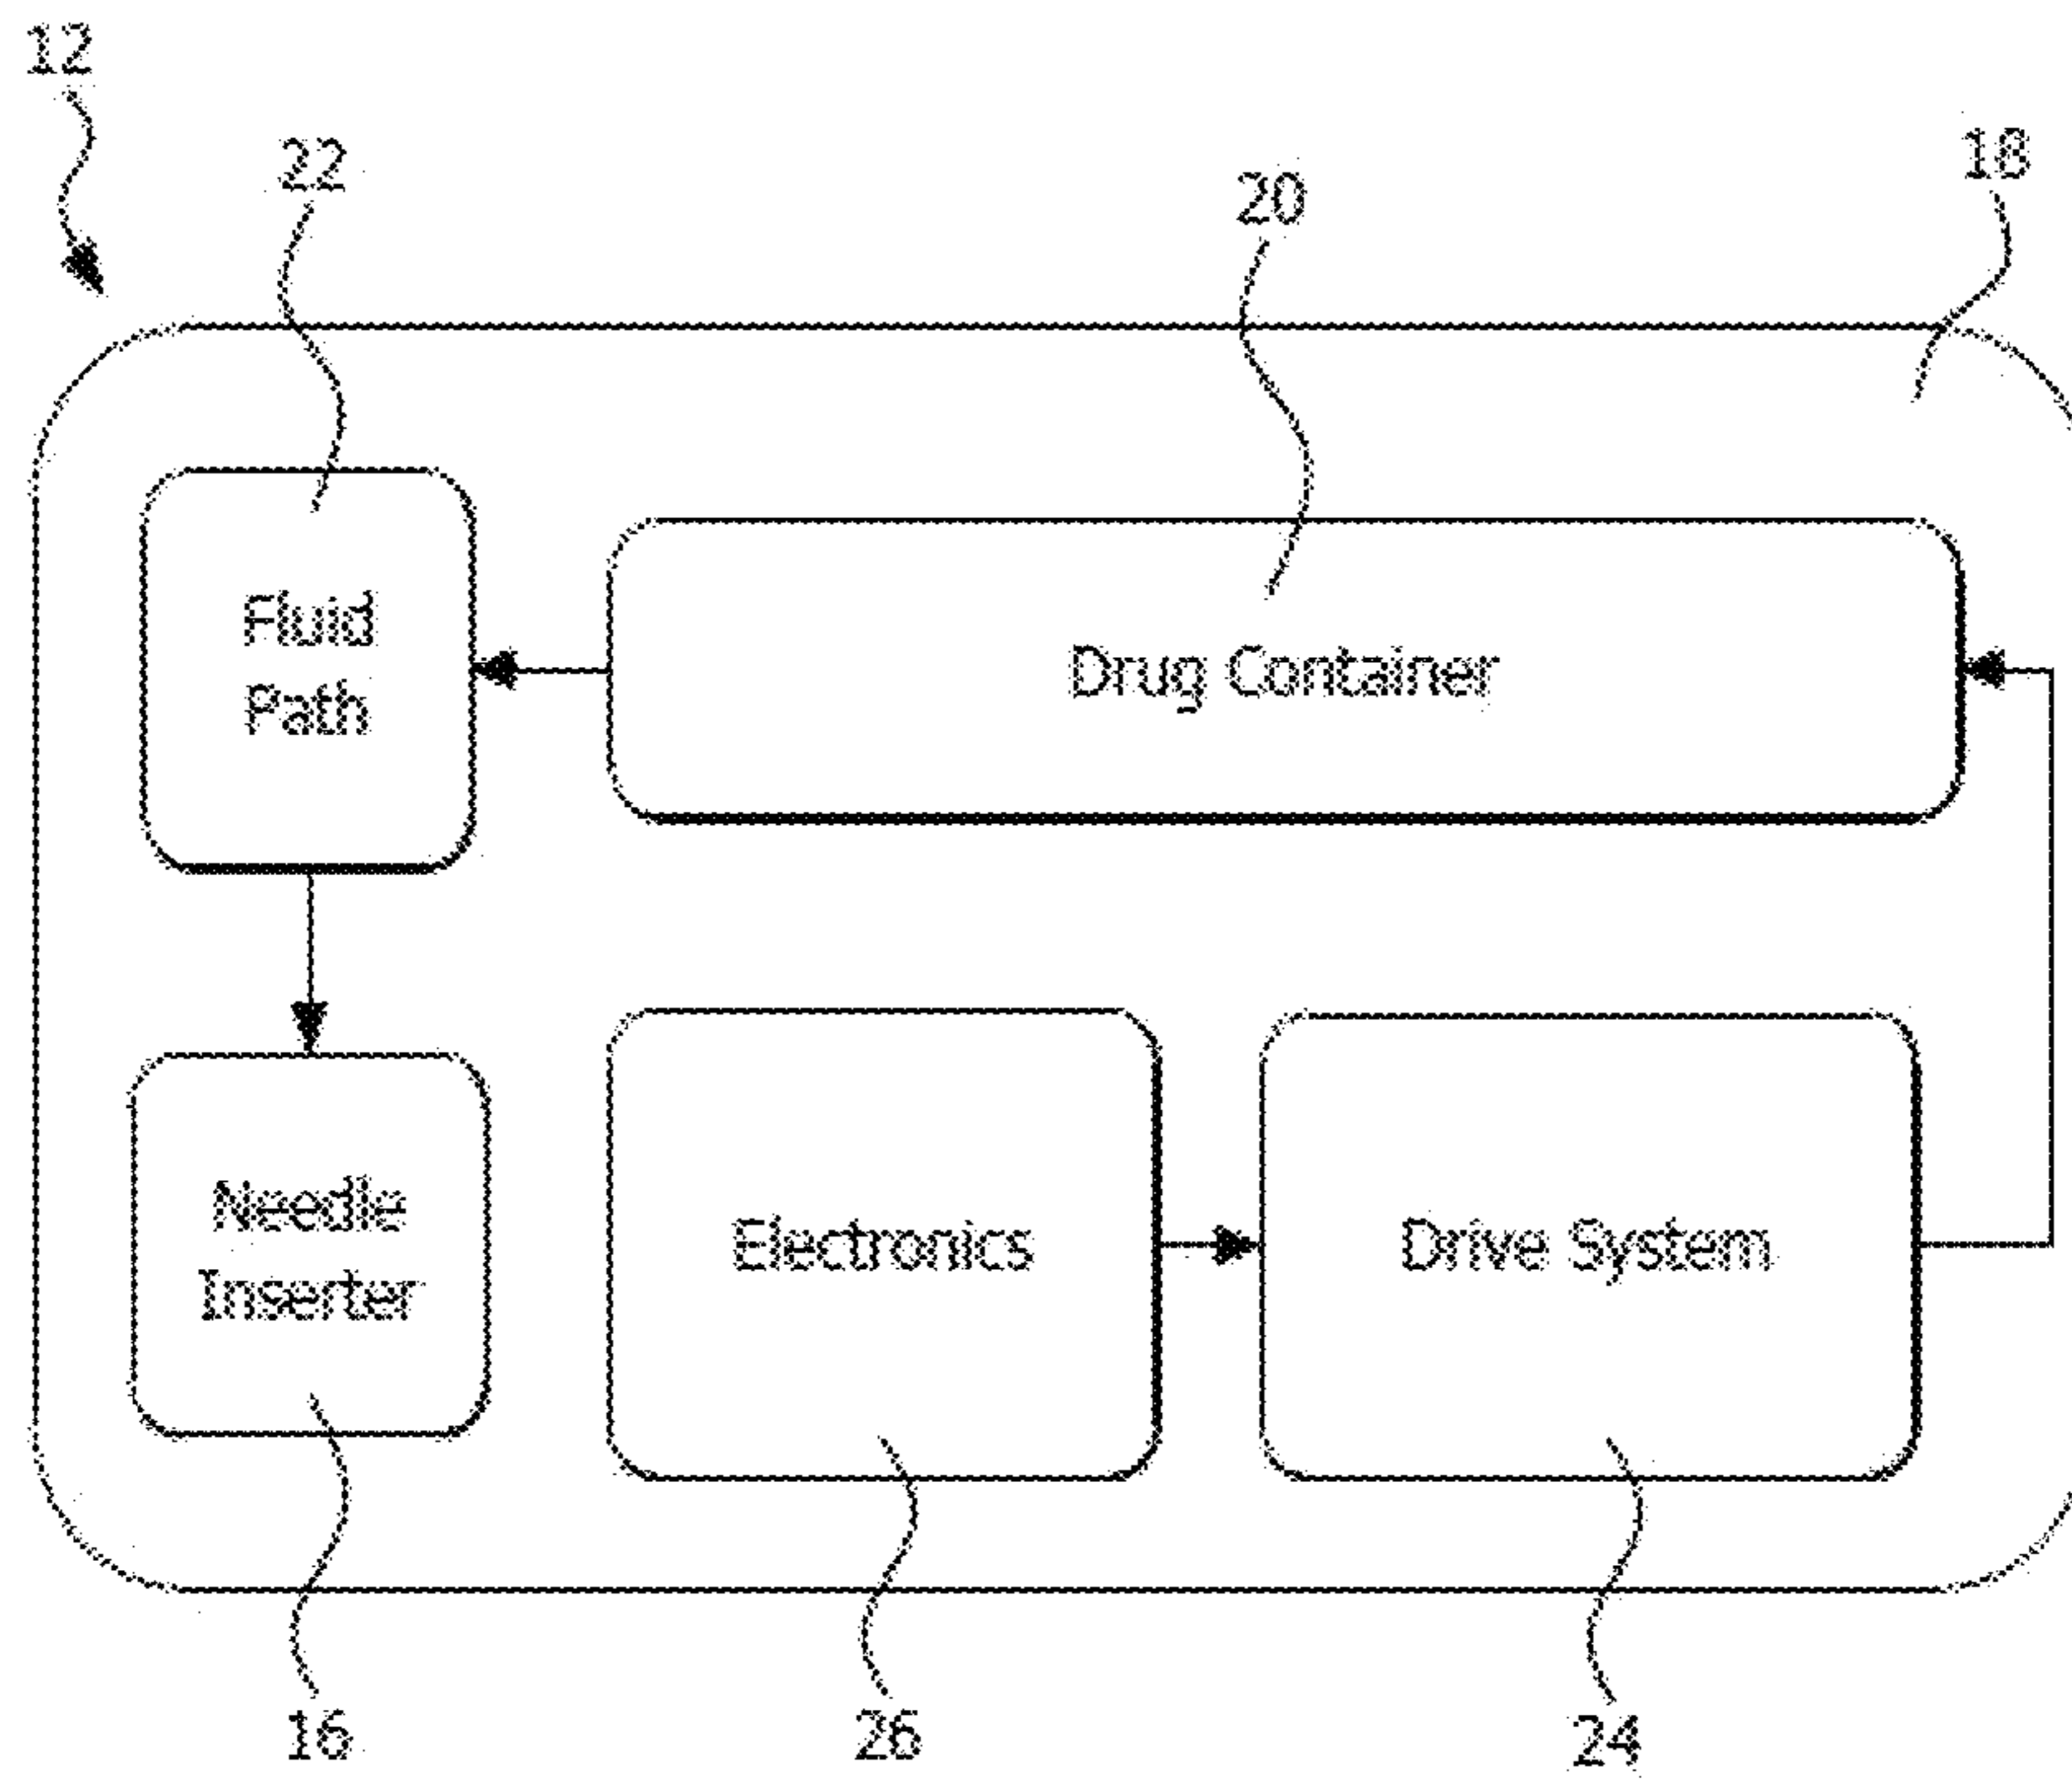 12
22
20
18
Fluid
Path
Drug Container
Needle
Inserter
Electronics
Drive System
16
26
24